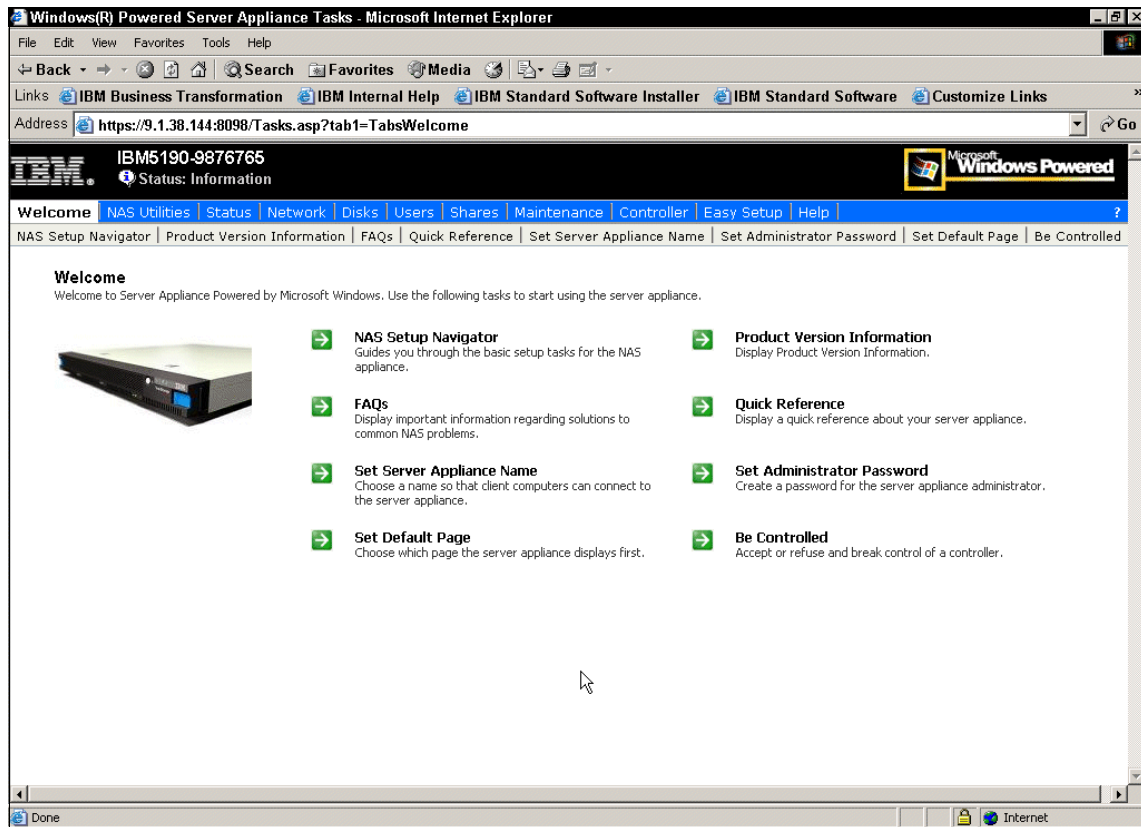 Windows(R) Powered Server Appliance Tasks - Microsoft Internet Explorer
File Edit View Favorites Tools Help
Back Search Favorites Media
Links IBM Business Transformation IBM Internal Help IBM Standard Software Installer IBM Standard Software Customize Links »
Address https://9.1.38.144:8098/Tasks.asp?tab1=TabsWelcome Go
IBM® IBM5190-9876765 Microsoft Windows Powered
Status: Information
Welcome | NAS Utilities | Status | Network | Disks | Users | Shares | Maintenance | Controller | Easy Setup | Help | ?
NAS Setup Navigator | Product Version Information | FAQs | Quick Reference | Set Server Appliance Name | Set Administrator Password | Set Default Page | Be Controlled
Welcome
Welcome to Server Appliance Powered by Microsoft Windows. Use the following tasks to start using the server appliance.
NAS Setup Navigator
Guides you through the basic setup tasks for the NAS
appliance.
Product Version Information
Display Product Version Information.
FAQs
Display important information regarding solutions to
common NAS problems.
Quick Reference
Display a quick reference about your server appliance.
Set Server Appliance Name
Choose a name so that client computers can connect to
the server appliance.
Set Administrator Password
Create a password for the server appliance administrator.
Set Default Page
Choose which page the server appliance displays first.
Be Controlled
Accept or refuse and break control of a controller.
Done Internet